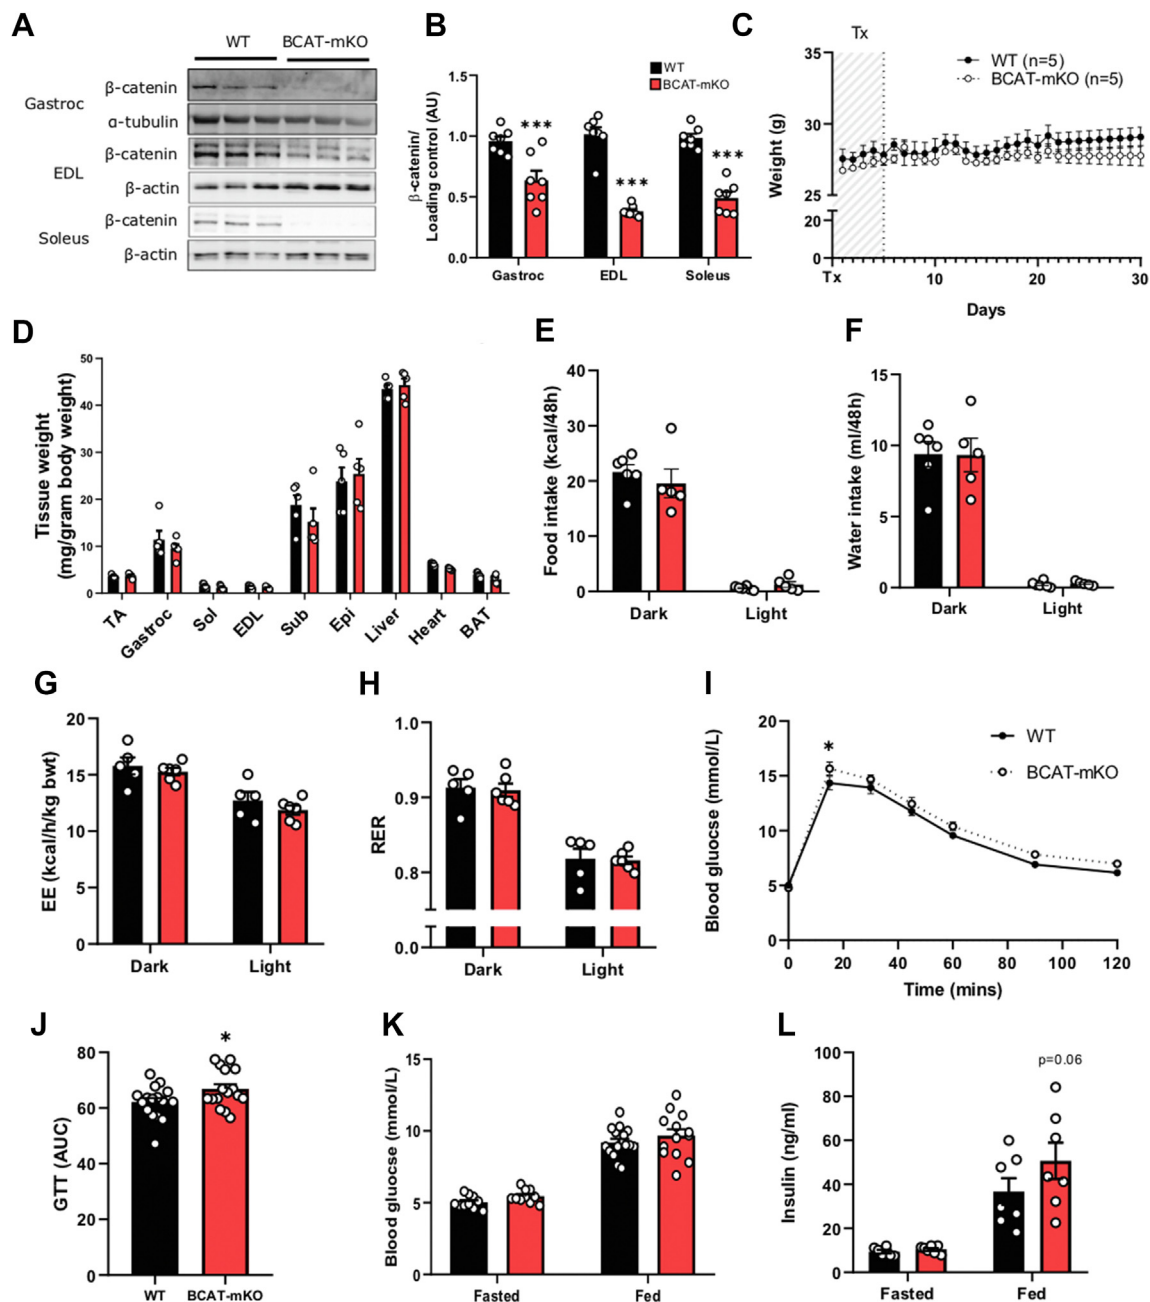 A
WT
BCAT-mKO
Gastroc
β-catenin
α-tubulin
EDL
β-catenin
β-actin
Soleus
β-catenin
β-actin
B
WT
BCAT-mKO
β-catenin/
Loading control (AU)
1.5
1.0
0.5
0.0
***
***
***
Gastroc
EDL
Soleus
C
Tx
WT (n=5)
BCAT-mKO (n=5)
Weight (g)
35
30
25
20
0
Tx
10
20
30
Days
D
Tissue weight
(mg/gram body weight)
50
40
30
20
10
0
TA
Gastroc
Sol
EDL
Sub
Epi
Liver
Heart
BAT
E
Food intake (kcal/48h)
40
30
20
10
0
Dark
Light
F
Water intake (ml/48h)
15
10
5
0
Dark
Light
G
EE (kcal/h/kg bwt)
20
15
10
5
0
Dark
Light
H
RER
1.0
0.9
0.8
0.0
Dark
Light
I
Blood gluocse (mmol/L)
20
15
10
5
0
*
WT
BCAT-mKO
0
20
40
60
80
100
120
Time (mins)
J
GTT (AUC)
80
60
40
20
0
*
WT
BCAT-mKO
K
Blood glucose (mmol/L)
15
10
5
0
Fasted
Fed
L
Insulin (ng/ml)
100
80
60
40
20
0
p=0.06
Fasted
Fed